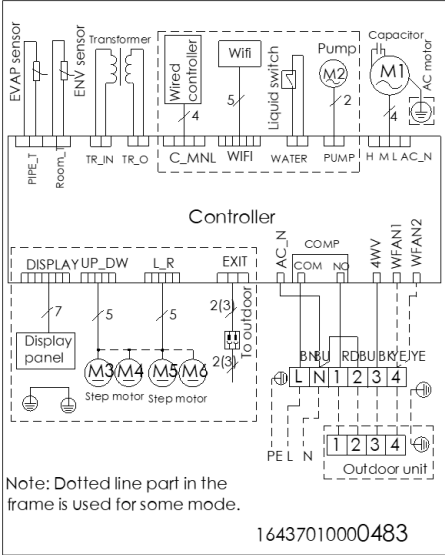 EVAP sensor
ENV sensor
Transformer
Wired controller
Wifi
Liquid switch
Pump
M2
Capacitor
M1
AC motor
4
5
2
4
PIPE_T
Room_T
TR_IN
TR_O
C_MNL
WIFI
WATER
PUMP
H M L AC_N
Controller
DISPLAY
UP_DW
L_R
EXIT
AC_N
COMP
COM
NO
4WV
WFAN1
WFAN2
7
5
5
2(3)
2(3)
To outdoor
Display
panel
M3
M4
M5
M6
Step motor
Step motor
BN
BU
RD
BU
BK
YE
YE
L N 1 2 3 4
PE L N
1 2 3 4
Outdoor unit
Note: Dotted line part in the
frame is used for some mode.
16437010000483